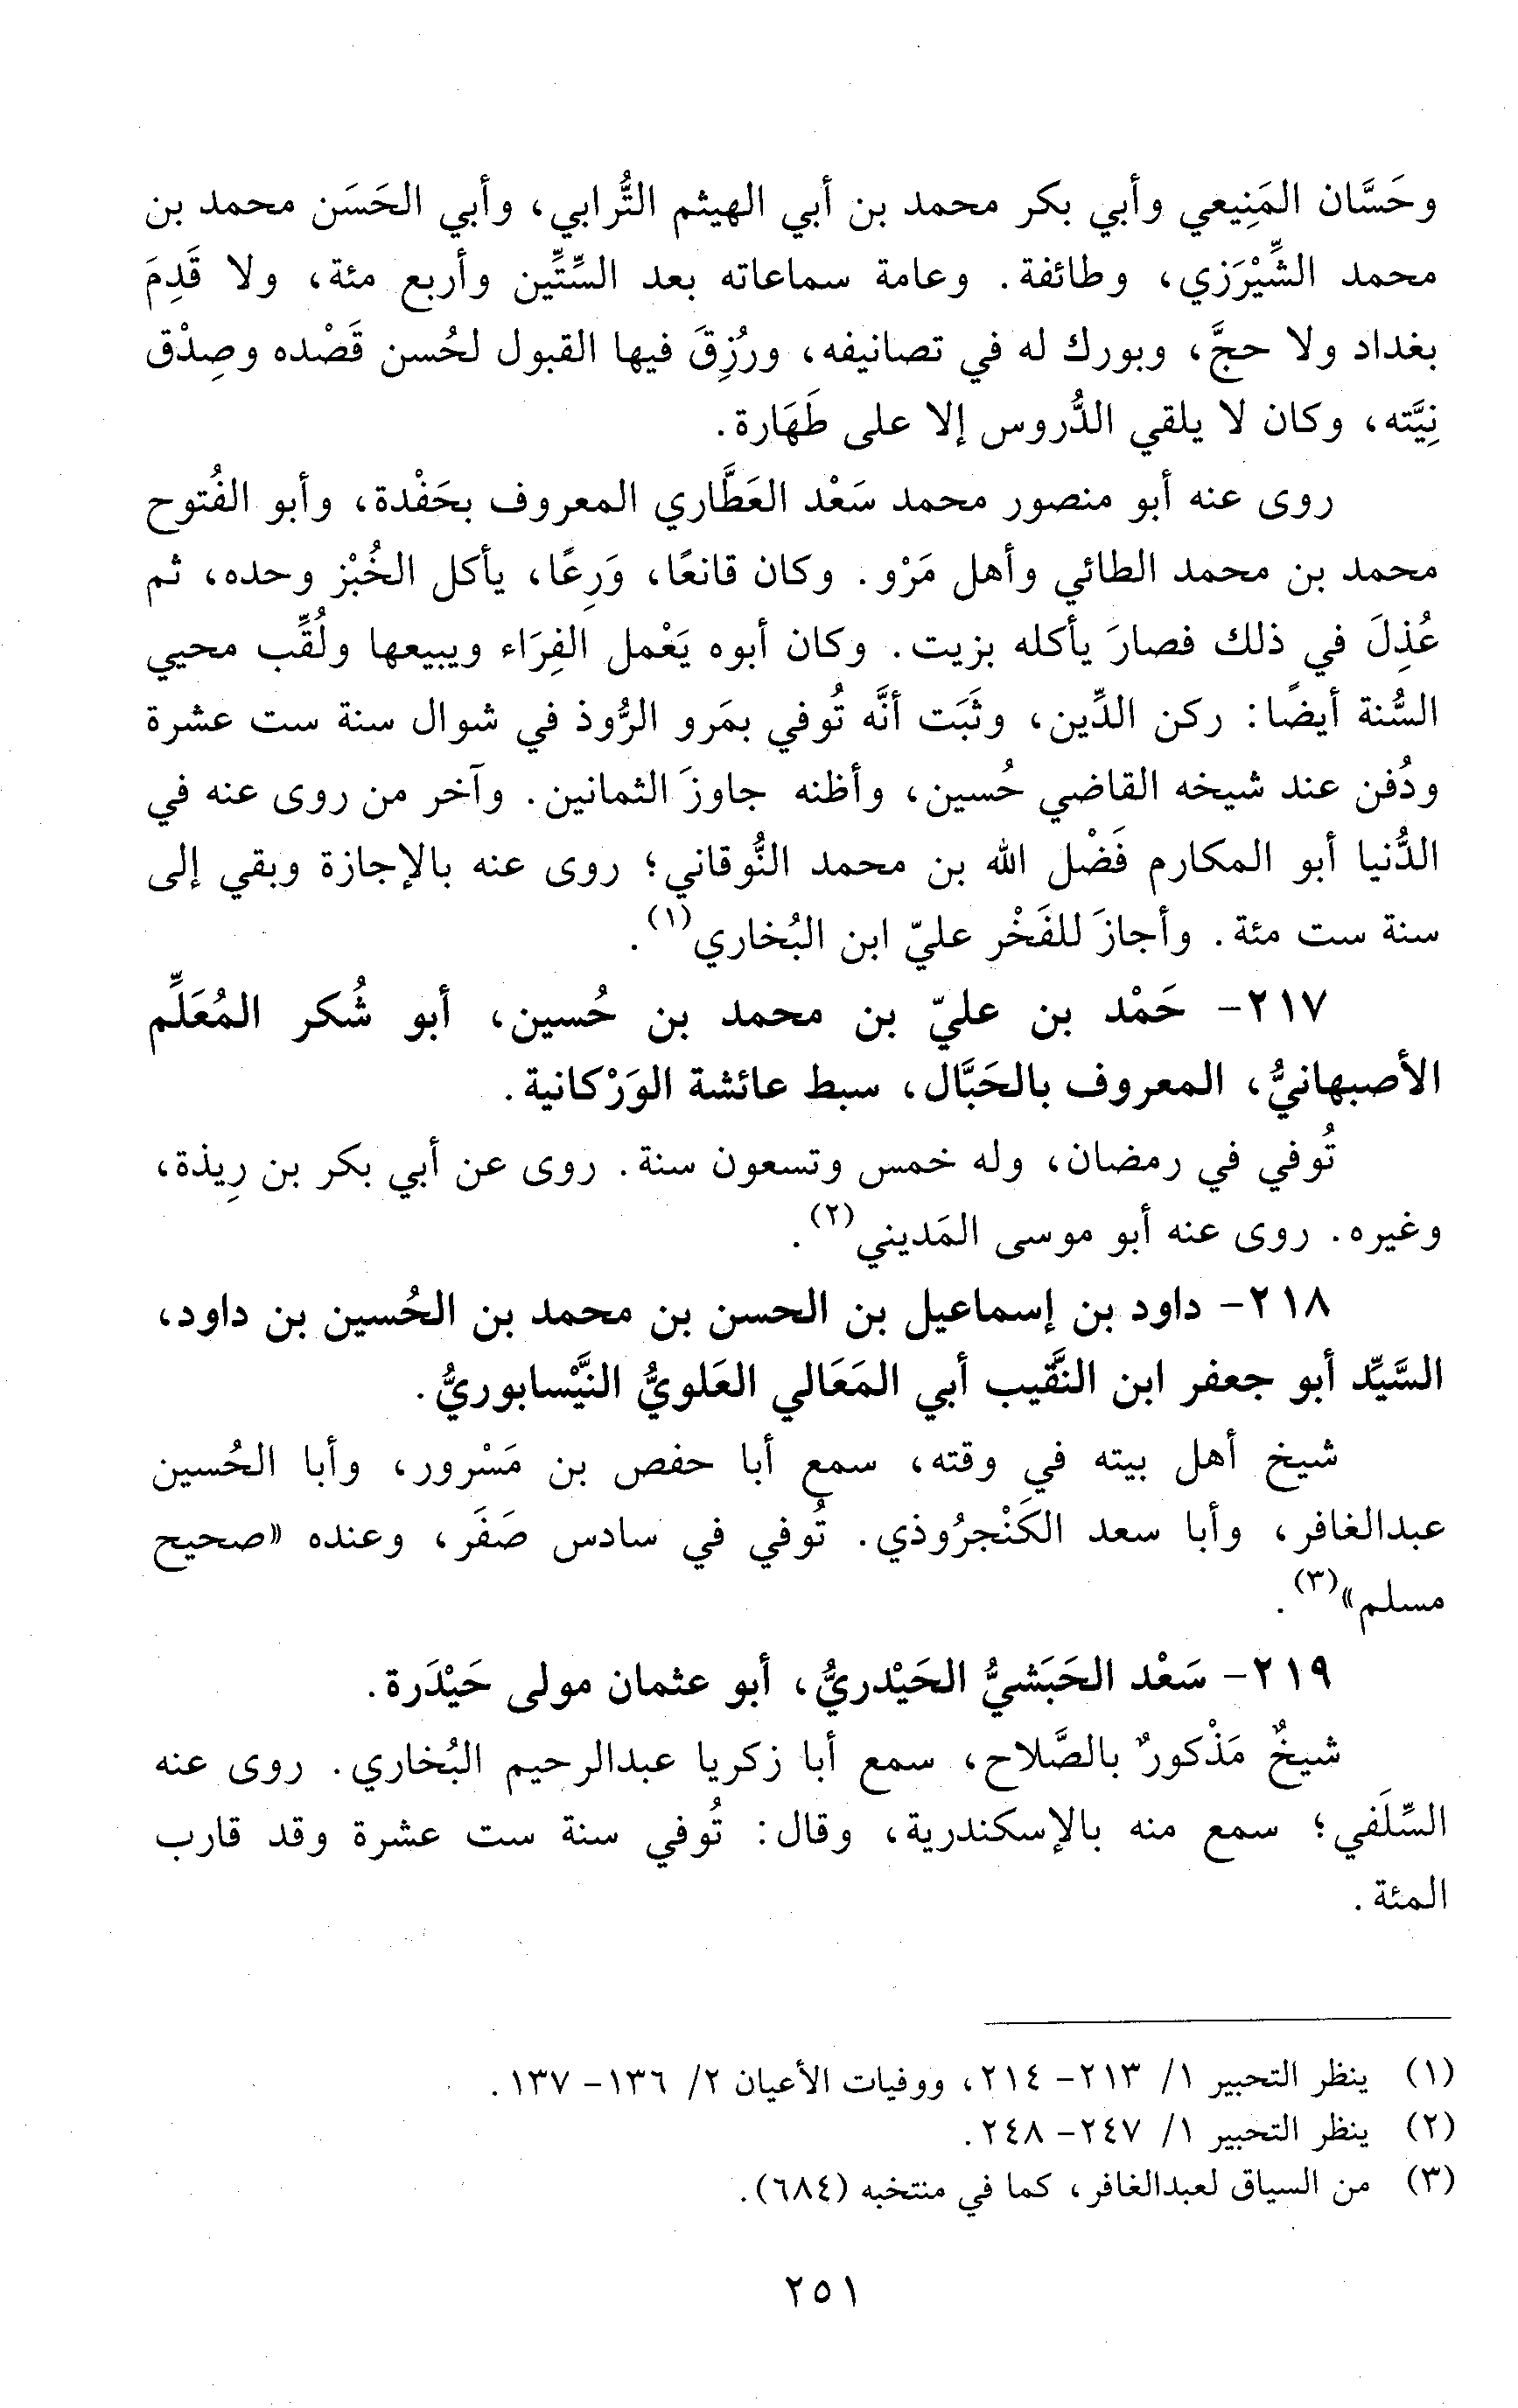 وحَسَّان المَنِيعي وأبي بكر محمد بن أبي الهيثم التُّرابي، وأبي الحَسَن محمد بن
محمد الشِّيْرَزي، وطائفة. وعامة سماعاته بعد السِّتِّين وأربع مئة، ولا قَدِمَ
بغداد ولا حجَّ، وبورك له في تصانيفه، ورُزِقَ فيها القبول لحُسن قَصْده وصِدْق
نِيَّته، وكان لا يلقي الدُّروس إلا على طَهَارة.
روى عنه أبو منصور محمد سَعْد العَطَّاري المعروف بحَفْدة، وأبو الفُتوح
محمد بن محمد الطائي وأهل مَرْو. وكان قانعًا، وَرِعًا، يأكل الخُبْز وحده، ثم
عُذِلَ في ذلك فصارَ يأكله بزيت. وكان أبوه يَعْمل الفِرَاء ويبيعها ولُقِّب محيي
السُّنة أيضًا: ركن الدِّين، وثَبَت أنَّه تُوفي بمَرو الرُّوذ في شوال سنة ست عشرة
ودُفن عند شيخه القاضي حُسين، وأظنه جاوزَ الثمانين. وآخر من روى عنه في
الدُّنيا أبو المكارم فَضْل الله بن محمد النُّوقاني؛ روى عنه بالإجازة وبقي إلى
سنة ست مئة. وأجازَ للفَخْر عليّ ابن البُخاري(١).
٢١٧- حَمْد بن عليّ بن محمد بن حُسين، أبو شُكر المُعَلِّم
الأصبهانيُّ، المعروف بالحَبَّال، سبط عائشة الوَرْكانية.
تُوفي في رمضان، وله خمس وتسعون سنة. روى عن أبي بكر بن رِيذة،
وغيره. روى عنه أبو موسى المَديني(٢).
٢١٨- داود بن إسماعيل بن الحسن بن محمد بن الحُسين بن داود،
السَّيِّد أبو جعفر ابن النَّقيب أبي المَعَالي العَلويُّ النَّيْسابوريُّ.
شيخ أهل بيته في وقته، سمع أبا حفص بن مَسْرور، وأبا الحُسين
عبدالغافر، وأبا سعد الكَنْجرُوذي. تُوفي في سادس صَفَر، وعنده «صحيح
مسلم»(٣).
٢١٩- سَعْد الحَبَشيُّ الحَيْدريُّ، أبو عثمان مولى حَيْدَرة.
شيخٌ مَذْكورٌ بالصَّلاح، سمع أبا زكريا عبدالرحيم البُخاري. روى عنه
السِّلَفي؛ سمع منه بالإسكندرية، وقال: تُوفي سنة ست عشرة وقد قارب
المئة.
(١) ينظر التحبير ١/ ٢١٣- ٢١٤، ووفيات الأعيان ٢/ ١٣٦- ١٣٧.
(٢) ينظر التحبير ١/ ٢٤٧- ٢٤٨.
(٣) من السياق لعبدالغافر، كما في منتخبه (٦٨٤).
٢٥١